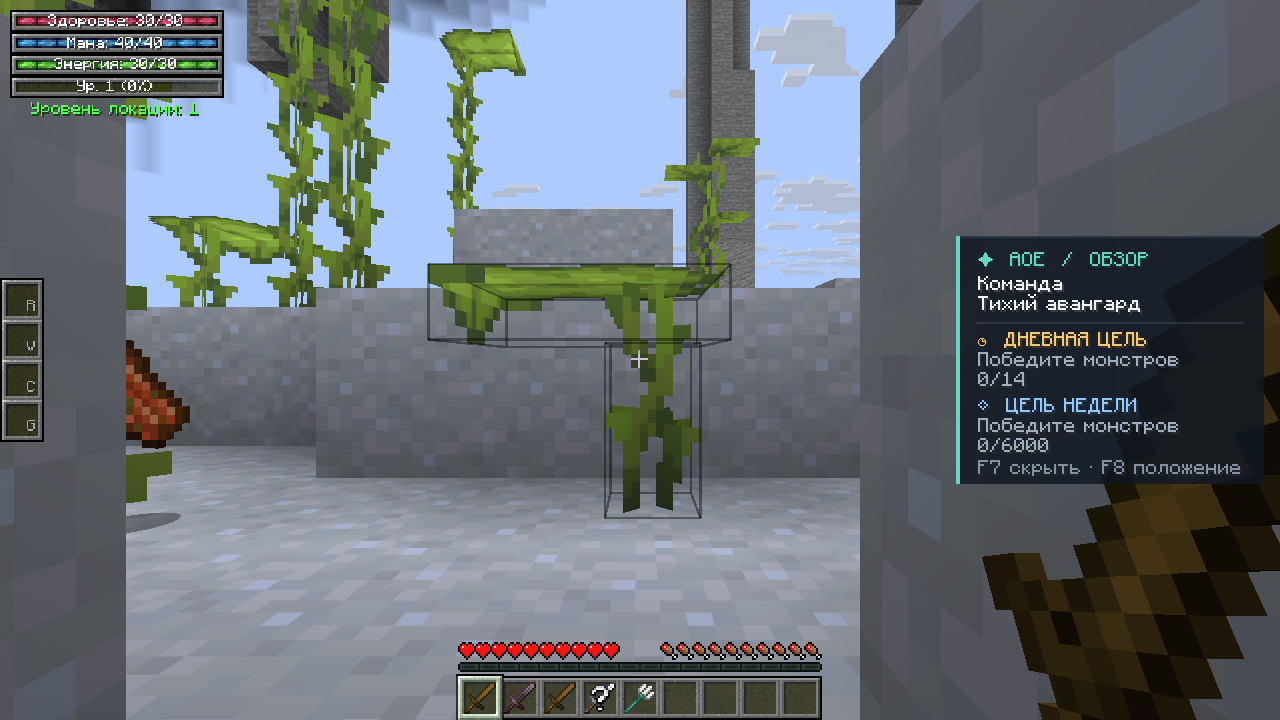 Здоровье: 30/30
Мана: 40/40
Энергия: 30/30
Ур. 1 (0%)
Уровень локации: 1
R
V
C
G
АОЕ / ОБЗОР
Команда
Тихий авангард
ДНЕВНАЯ ЦЕЛЬ
Победите монстров
0/14
ЦЕЛЬ НЕДЕЛИ
Победите монстров
0/6000
F7 скрыть · F8 положение